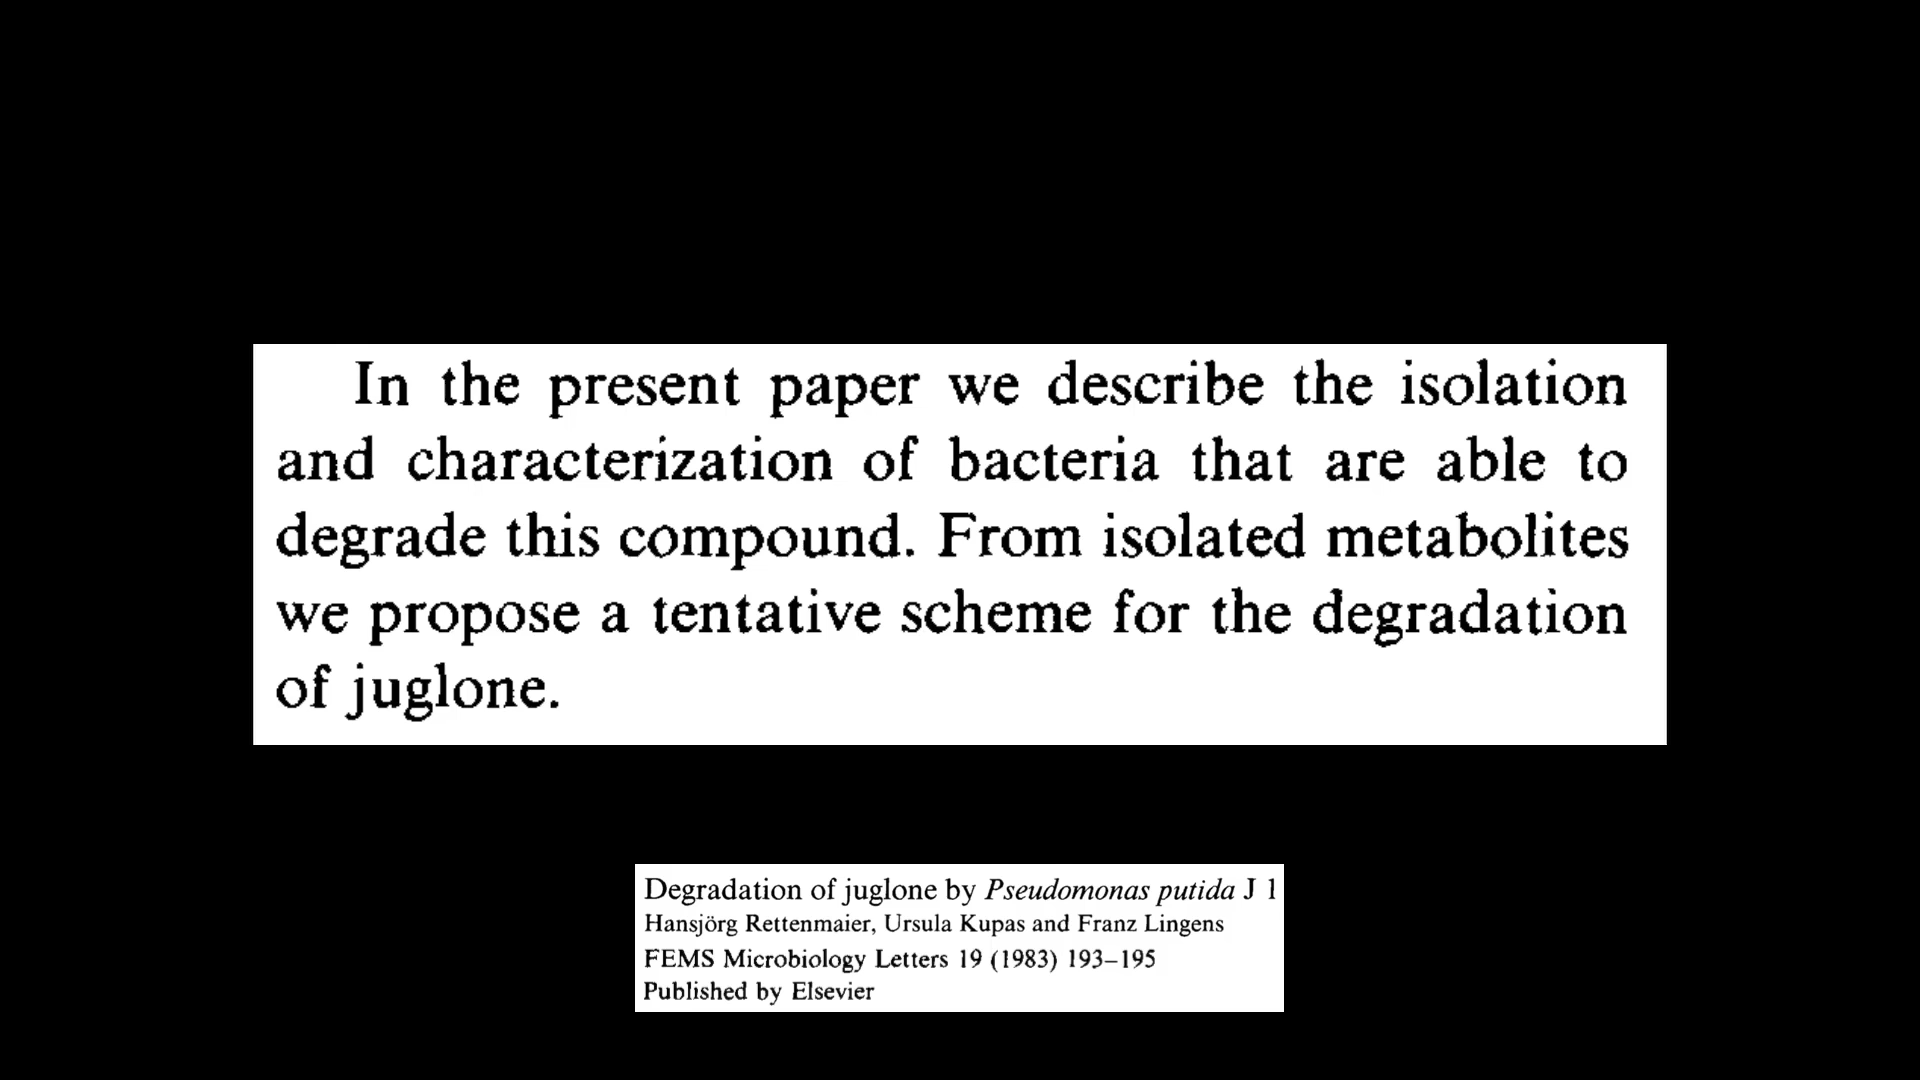 In the present paper we describe the isolation
and characterization of bacteria that are able to
degrade this compound. From isolated metabolites
we propose a tentative scheme for the degradation
of juglone.
Degradation of juglone by Pseudomonas putida J 1
Hansjörg Rettenmaier, Ursula Kupas and Franz Lingens
FEMS Microbiology Letters 19 (1983) 193–195
Published by Elsevier